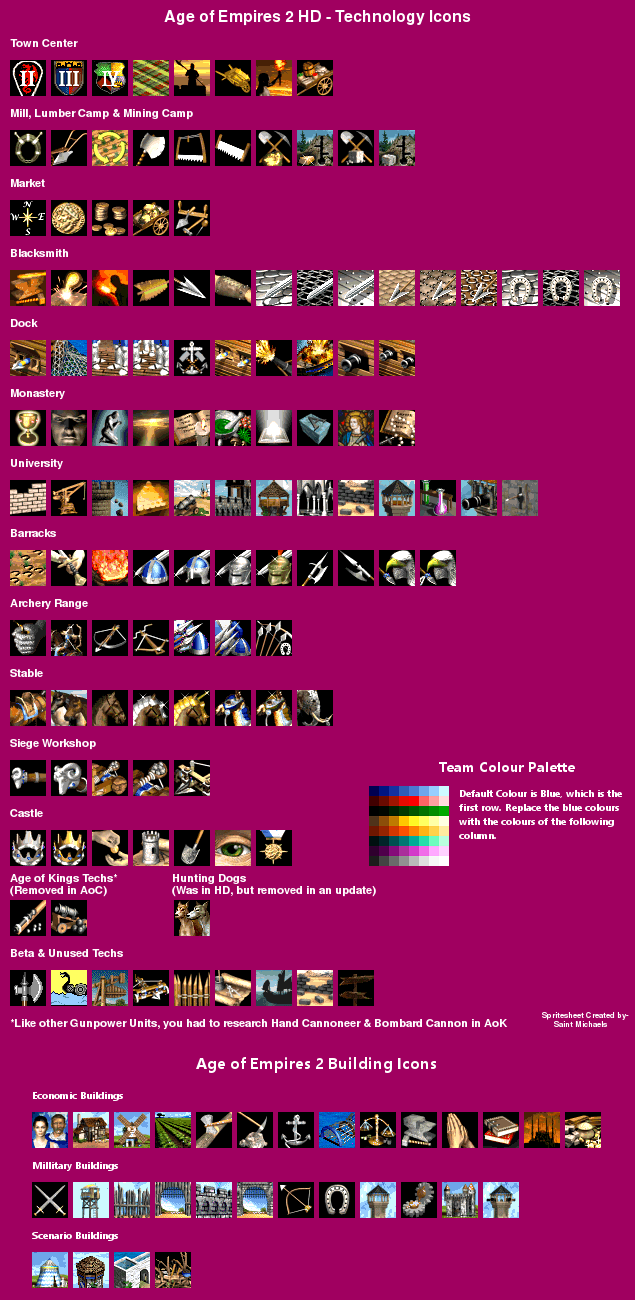 Age of Empires 2 HD - Technology Icons
Town Center
II
III
IV
Mill, Lumber Camp & Mining Camp
Market
N
W E
S
Blacksmith
Dock
Monastery
University
Barracks
Archery Range
Stable
Siege Workshop
Team Colour Palette
Default Colour is Blue, which is the
first row. Replace the blue colours
with the colours of the following
column.
Castle
Age of Kings Techs*
(Removed in AoC)
Hunting Dogs
(Was in HD, but removed in an update)
Beta & Unused Techs
*Like other Gunpower Units, you had to research Hand Cannoneer & Bombard Cannon in AoK
Spritesheet Created by-
Saint Michaels
Age of Empires 2 Building Icons
Economic Buildings
Millitary Buildings
Scenario Buildings